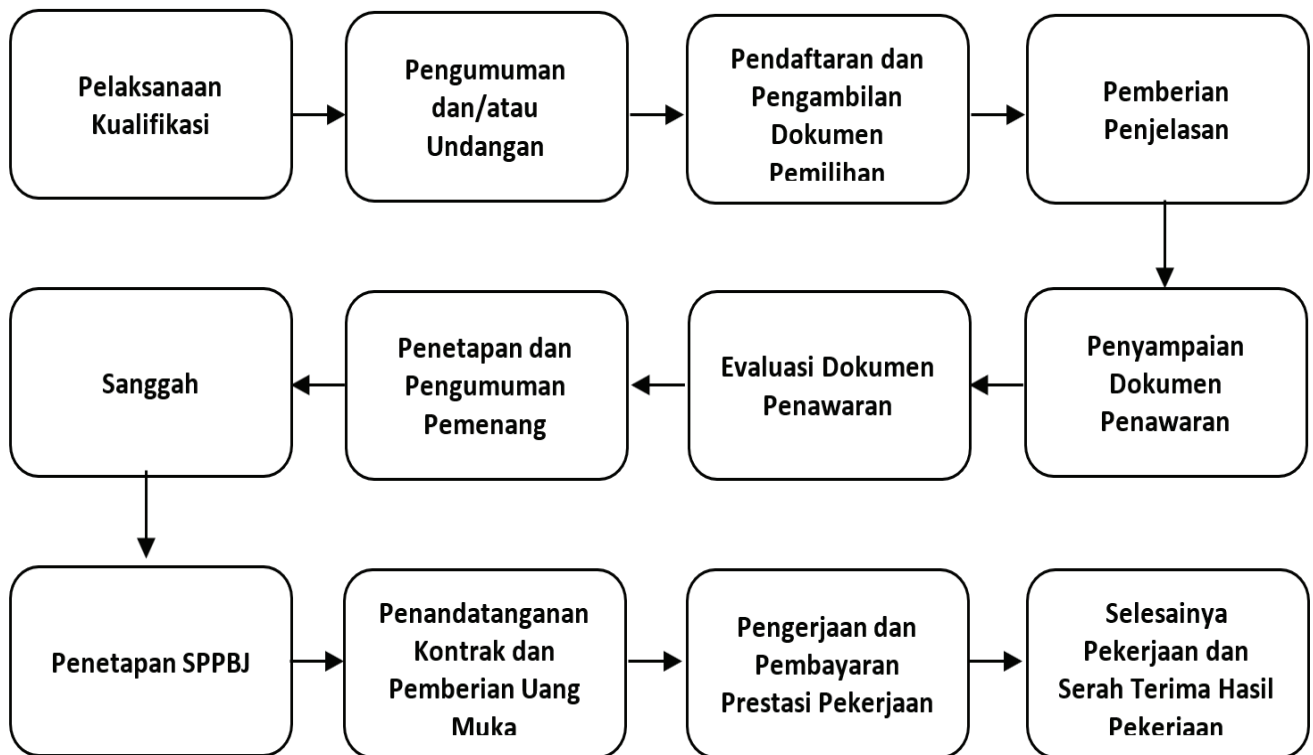 Pelaksanaan
Kualifikasi
Pengumuman
dan/atau
Undangan
Pendaftaran dan
Pengambilan
Dokumen
Pemilihan
Pemberian
Penjelasan
Penyampaian
Dokumen
Penawaran
Evaluasi Dokumen
Penawaran
Penetapan dan
Pengumuman
Pemenang
Sanggah
Penetapan SPPBJ
Penandatanganan
Kontrak dan
Pemberian Uang
Muka
Pengerjaan dan
Pembayaran
Prestasi Pekerjaan
Selesainya
Pekerjaan dan
Serah Terima Hasil
Pekerjaan